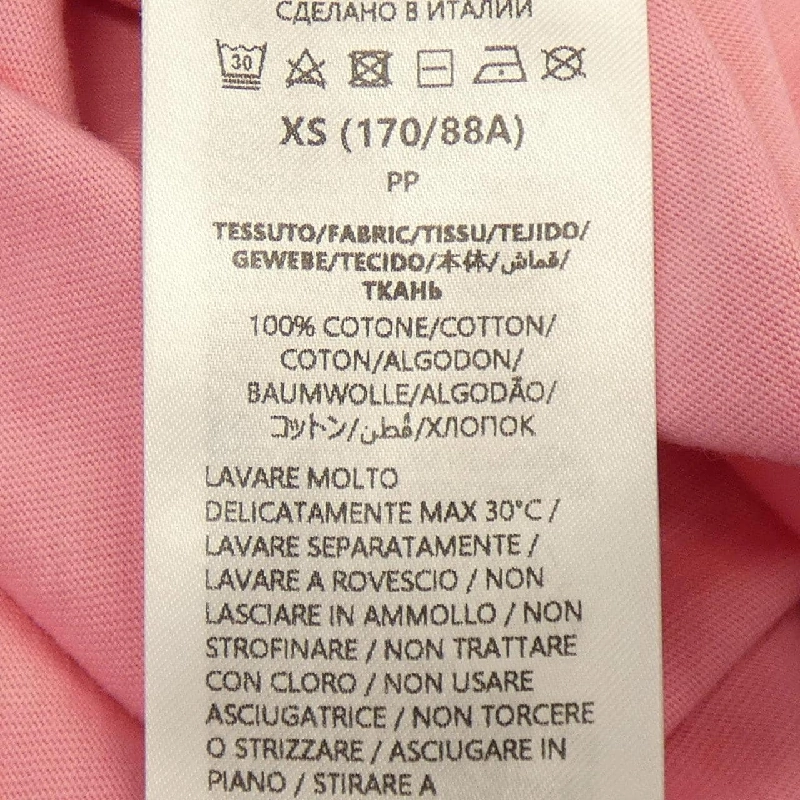 СДЕЛАНО В ИТАЛИИ
30
XS (170/88A)
PP
TESSUTO/FABRIC/TISSU/TEJIDO/
GEWEBE/TECIDO/本体/قماش/
ТКАНЬ
100% COTONE/COTTON/
COTON/ALGODON/
BAUMWOLLE/ALGODÃO/
コットン/قُطن/ХЛОПОК
LAVARE MOLTO
DELICATAMENTE MAX 30°C /
LAVARE SEPARATAMENTE /
LAVARE A ROVESCIO / NON
LASCIARE IN AMMOLLO / NON
STROFINARE / NON TRATTARE
CON CLORO / NON USARE
ASCIUGATRICE / NON TORCERE
O STRIZZARE / ASCIUGARE IN
PIANO / STIRARE A